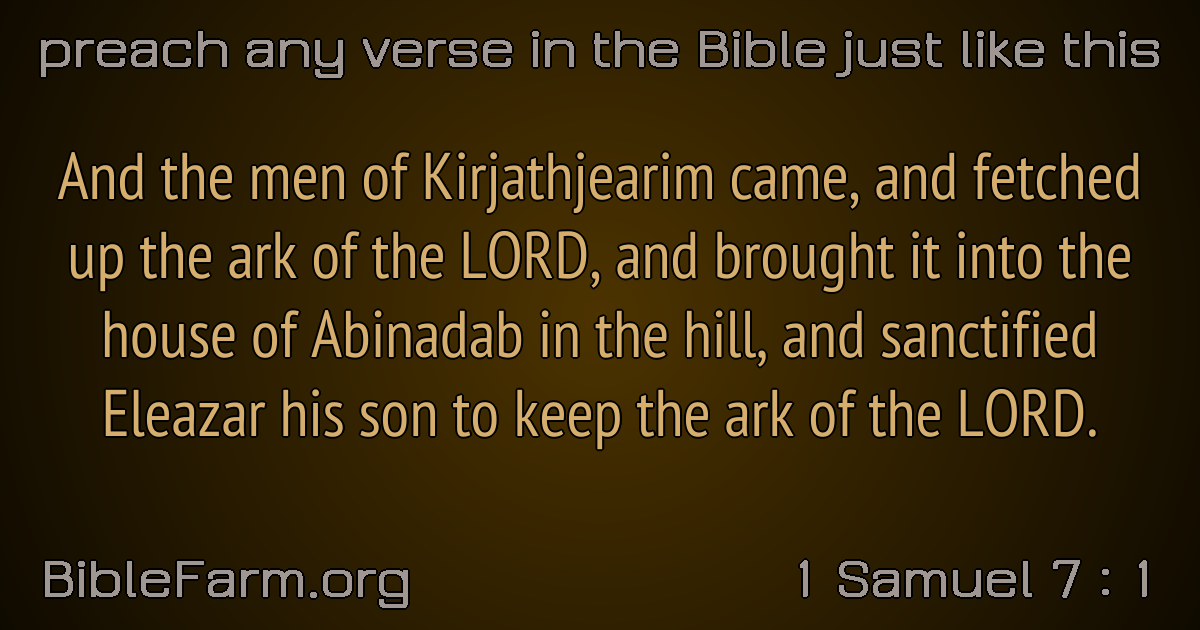 preach any verse in the Bible just like this
And the men of Kirjathjearim came, and fetched
up the ark of the LORD, and brought it into the
house of Abinadab in the hill, and sanctified
Eleazar his son to keep the ark of the LORD.
BibleFarm.org
1 Samuel 7 : 1